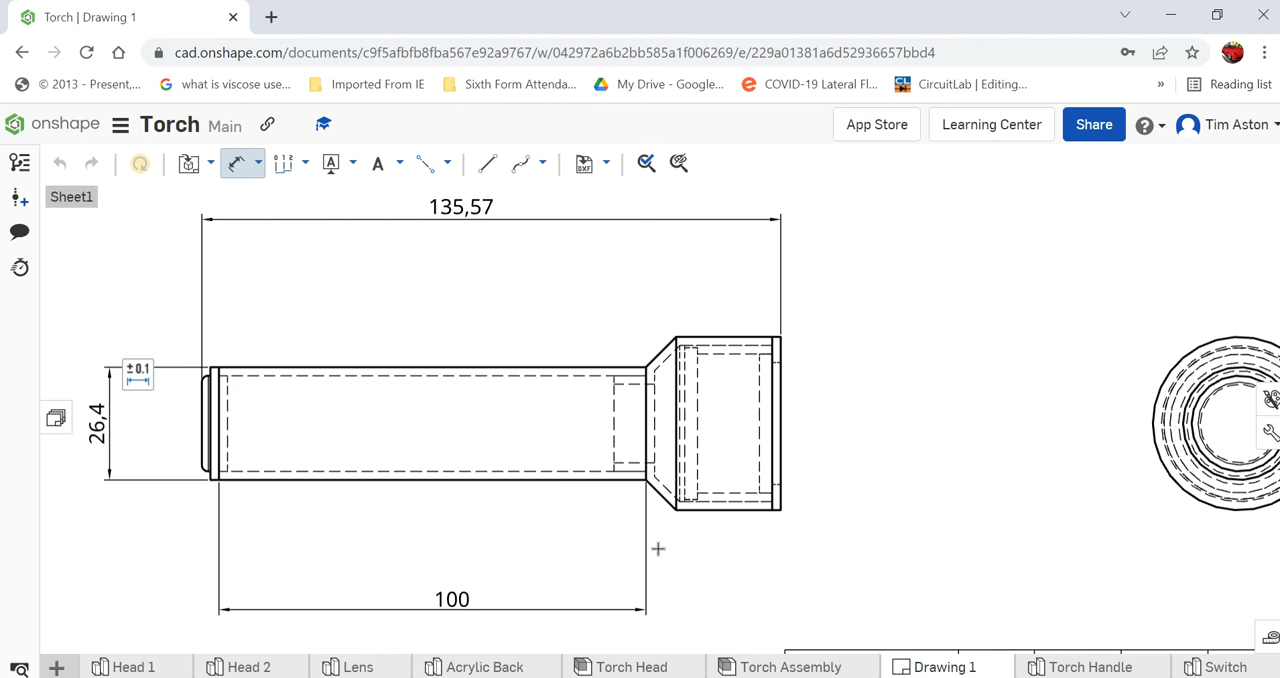 Torch | Drawing 1
cad.onshape.com/documents/c9f5afbfb8fba567e92a9767/w/042972a6b2bb585a1f006269/e/229a01381a6d52936657bbd4
© 2013 - Present,...
what is viscose use...
Imported From IE
Sixth Form Attenda...
My Drive - Google...
COVID-19 Lateral Fl...
CL
CircuitLab | Editing...
»
Reading list
onshape
Torch Main
App Store
Learning Center
Share
Tim Aston
A
A
DXF
Sheet1
135,57
± 0.1
26,4
100
Head 1
Head 2
Lens
Acrylic Back
Torch Head
Torch Assembly
Drawing 1
Torch Handle
Switch